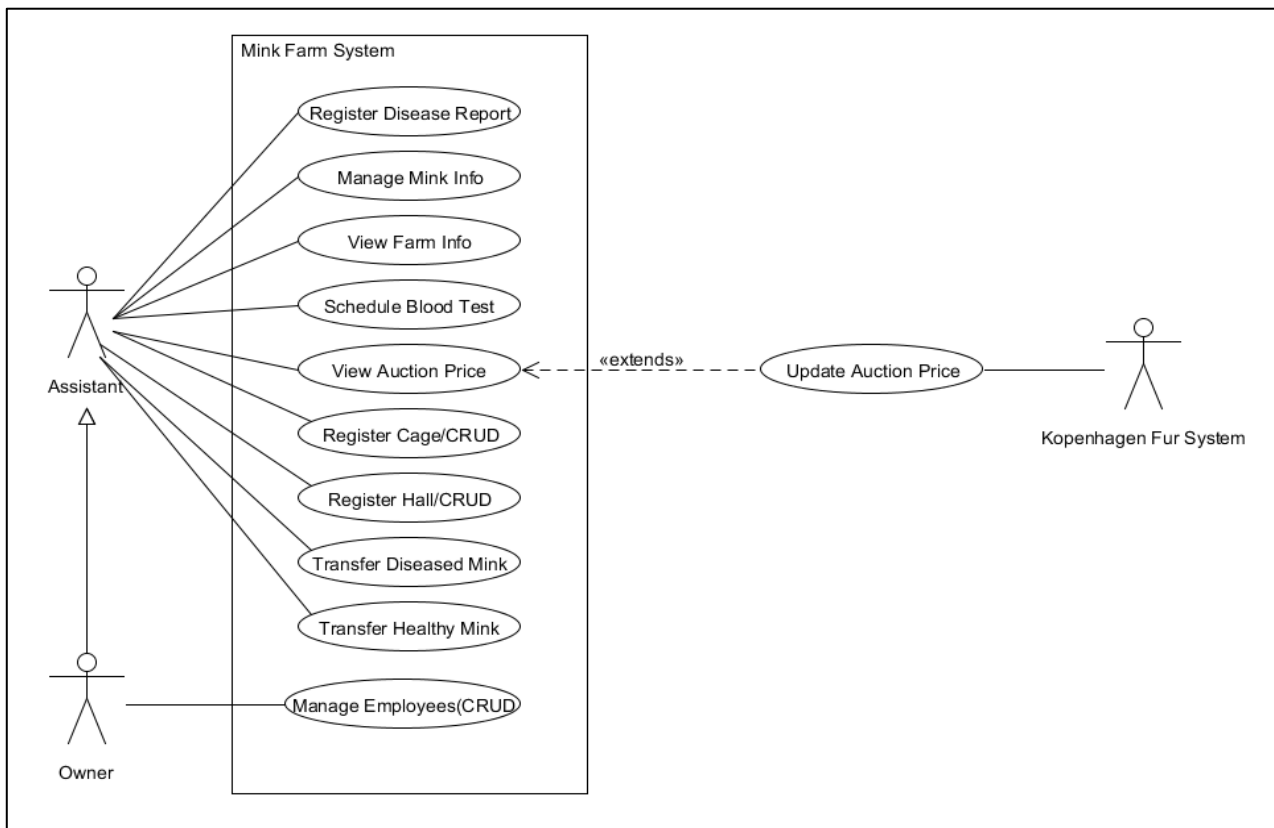 Mink Farm System
Register Disease Report
Manage Mink Info
View Farm Info
Schedule Blood Test
Assistant
View Auction Price
«extends»
Update Auction Price
Register Cage/CRUD
Kopenhagen Fur System
Register Hall/CRUD
Transfer Diseased Mink
Transfer Healthy Mink
Manage Employees(CRUD
Owner